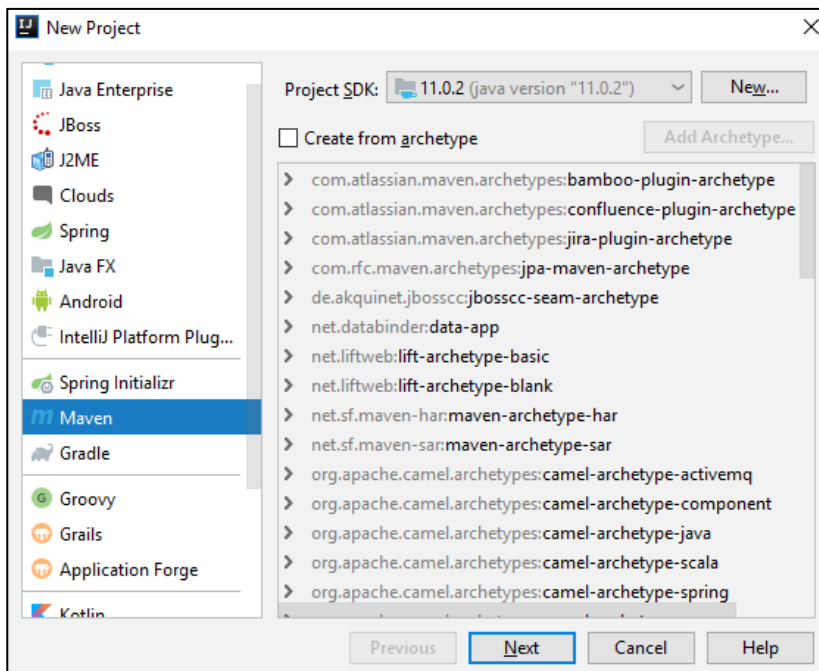 New Project
Java Enterprise
JBoss
J2ME
Clouds
Spring
Java FX
Android
IntelliJ Platform Plug...
Spring Initializr
Maven
Gradle
Groovy
Grails
Application Forge
Kotlin
Project SDK: 11.0.2 (java version "11.0.2") New...
Create from archetype Add Archetype...
com.atlassian.maven.archetypes:bamboo-plugin-archetype
com.atlassian.maven.archetypes:confluence-plugin-archetype
com.atlassian.maven.archetypes:jira-plugin-archetype
com.rfc.maven.archetypes:jpa-maven-archetype
de.akquinet.jbosscc:jbosscc-seam-archetype
net.databinder:data-app
net.liftweb:lift-archetype-basic
net.liftweb:lift-archetype-blank
net.sf.maven-har:maven-archetype-har
net.sf.maven-sar:maven-archetype-sar
org.apache.camel.archetypes:camel-archetype-activemq
org.apache.camel.archetypes:camel-archetype-component
org.apache.camel.archetypes:camel-archetype-java
org.apache.camel.archetypes:camel-archetype-scala
org.apache.camel.archetypes:camel-archetype-spring
Previous Next Cancel Help